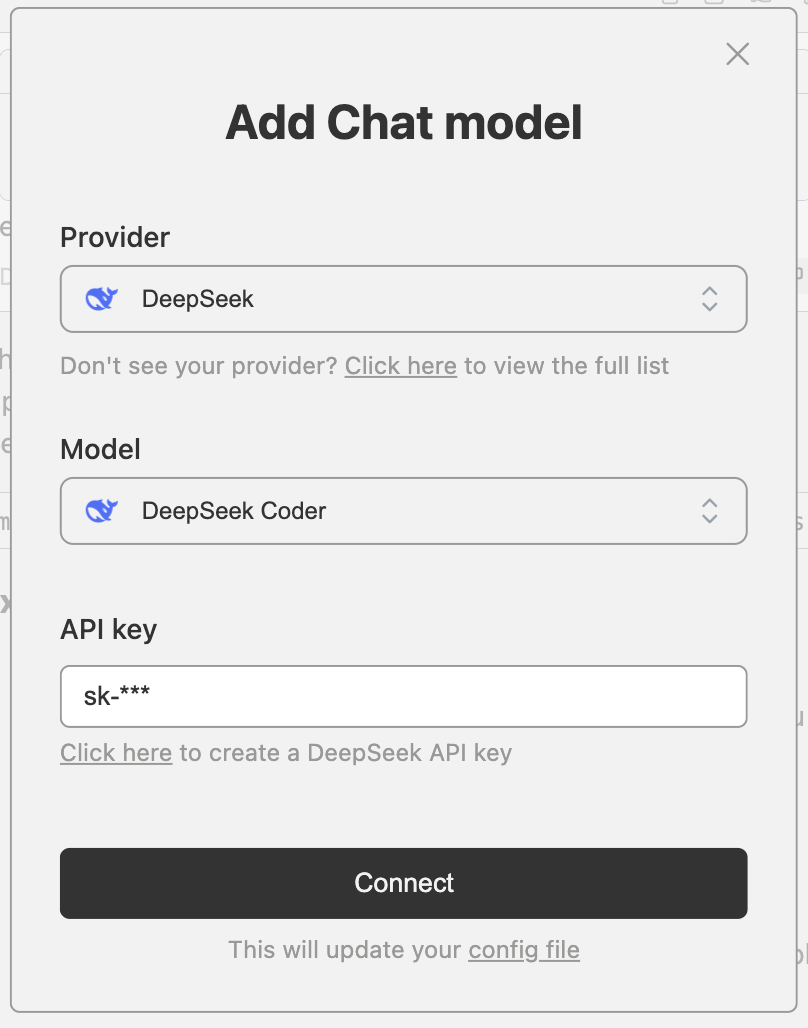 Add Chat model
Provider
DeepSeek
Don't see your provider? Click here to view the full list
Model
DeepSeek Coder
API key
sk-***
Click here to create a DeepSeek API key
Connect
This will update your config file